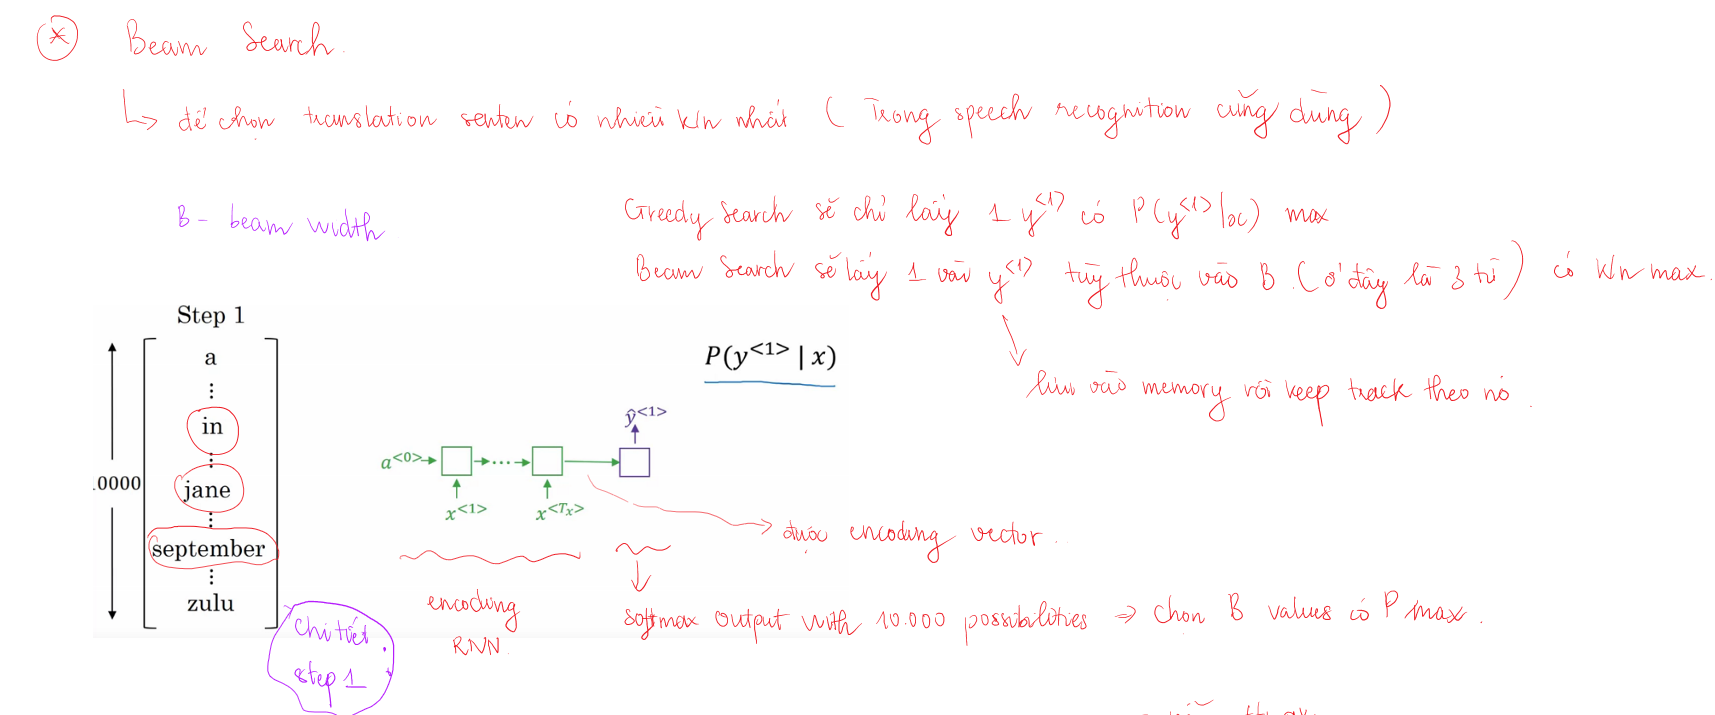 * Beam Search.
↳ để chọn translation senten có nhiều k/n nhất ( Trong speech recognition cũng dùng )
B - beam width
Greedy Search sẽ chỉ lấy 1 y<1> có P(y<1>|x) max
Beam Search sẽ lấy 1 vài y<1> tùy thuộc vào B. ( ở đây là 3 từ ) có k/n max.
lưu vào memory rồi keep track theo nó.
Step 1
a
⋮
in
⋮
jane
⋮
september
⋮
zulu
.0000
P(y<1> | x)
ŷ<1>
a<0>
x<1>
x<Tx>
được encoding vector.
encoding
RNN.
softmax output with 10.000 possibilities ⇒ chọn B values có P max.
Chi tiết
step 1